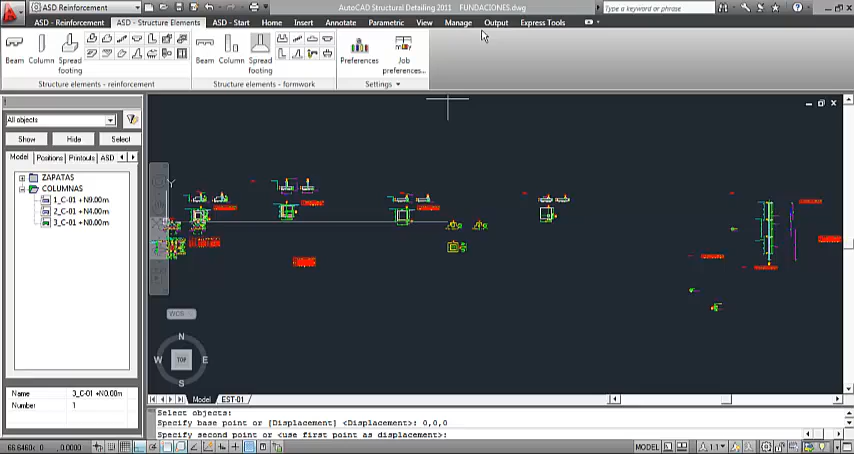 ASD Reinforcement
AutoCAD Structural Detailing 2011 FUNDACIONES.dwg
Type a keyword or phrase
ASD - Reinforcement
ASD - Structure Elements
ASD - Start
Home
Insert
Annotate
Parametric
View
Manage
Output
Express Tools
Beam
Column
Spread footing
Beam
Column
Spread footing
Preferences
Job preferences...
Structure elements - reinforcement
Structure elements - formwork
Settings
All objects
Show
Hide
Select
Model
Positions
Printouts
ASD
ZAPATAS
COLUMNAS
1_C-01 +N9.00m
2_C-01 +N4.00m
3_C-01 +N0.00m
Y
WCS
N
W
TOP
E
S
Name
3_C-01 +N0.00m
Number
1
Model
EST-01
Select objects:
Specify base point or [Displacement] <Displacement>: 0,0,0
Specify second point or <use first point as displacement>:
MODEL
1:1